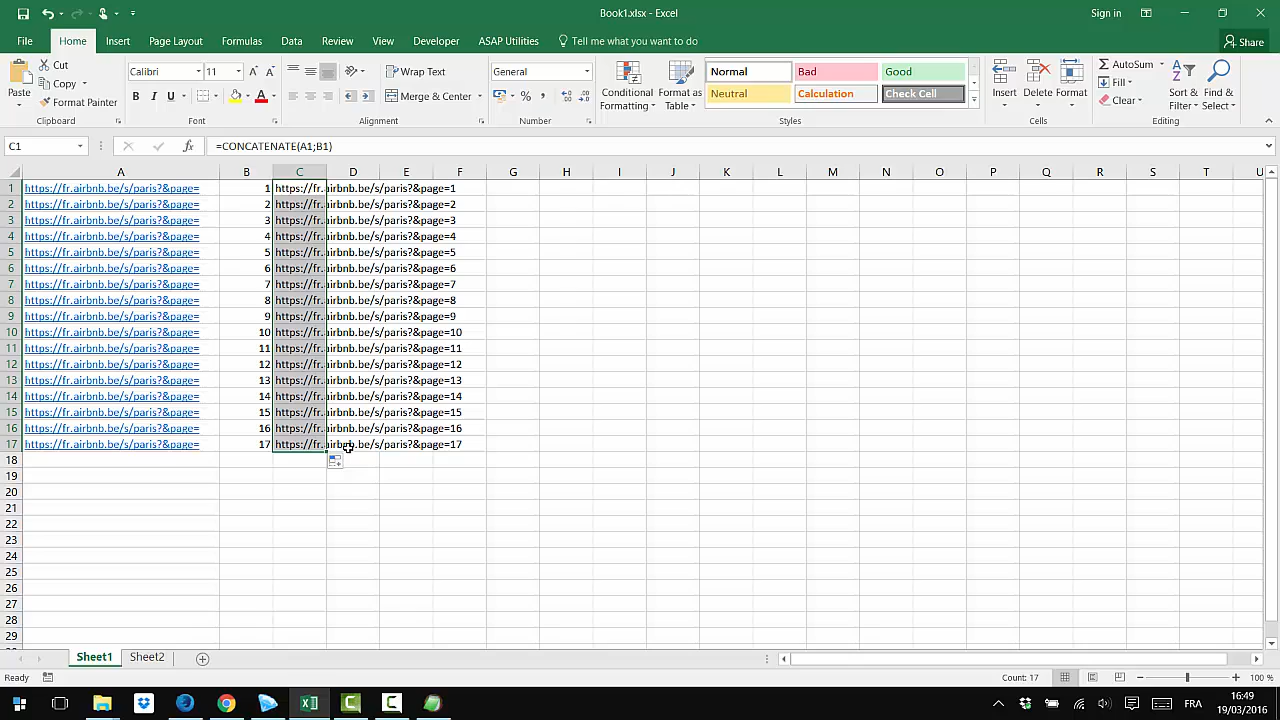 Book1.xlsx - Excel
Sign in
File Home Insert Page Layout Formulas Data Review View Developer ASAP Utilities Tell me what you want to do Share
Paste
Cut
Copy
Format Painter
Clipboard
Calibri 11
B I U
Font
Wrap Text
Merge & Center
Alignment
General
%
Number
Conditional Formatting
Format as Table
Normal Bad Good
Neutral Calculation Check Cell
Styles
Insert Delete Format
Cells
AutoSum
Fill
Clear
Sort & Filter
Find & Select
Editing
C1 fx =CONCATENATE(A1;B1)
A B C D E F G H I J K L M N O P Q R S T U
1 https://fr.airbnb.be/s/paris?&page= 1 https://fr.airbnb.be/s/paris?&page=1
2 https://fr.airbnb.be/s/paris?&page= 2 https://fr.airbnb.be/s/paris?&page=2
3 https://fr.airbnb.be/s/paris?&page= 3 https://fr.airbnb.be/s/paris?&page=3
4 https://fr.airbnb.be/s/paris?&page= 4 https://fr.airbnb.be/s/paris?&page=4
5 https://fr.airbnb.be/s/paris?&page= 5 https://fr.airbnb.be/s/paris?&page=5
6 https://fr.airbnb.be/s/paris?&page= 6 https://fr.airbnb.be/s/paris?&page=6
7 https://fr.airbnb.be/s/paris?&page= 7 https://fr.airbnb.be/s/paris?&page=7
8 https://fr.airbnb.be/s/paris?&page= 8 https://fr.airbnb.be/s/paris?&page=8
9 https://fr.airbnb.be/s/paris?&page= 9 https://fr.airbnb.be/s/paris?&page=9
10 https://fr.airbnb.be/s/paris?&page= 10 https://fr.airbnb.be/s/paris?&page=10
11 https://fr.airbnb.be/s/paris?&page= 11 https://fr.airbnb.be/s/paris?&page=11
12 https://fr.airbnb.be/s/paris?&page= 12 https://fr.airbnb.be/s/paris?&page=12
13 https://fr.airbnb.be/s/paris?&page= 13 https://fr.airbnb.be/s/paris?&page=13
14 https://fr.airbnb.be/s/paris?&page= 14 https://fr.airbnb.be/s/paris?&page=14
15 https://fr.airbnb.be/s/paris?&page= 15 https://fr.airbnb.be/s/paris?&page=15
16 https://fr.airbnb.be/s/paris?&page= 16 https://fr.airbnb.be/s/paris?&page=16
17 https://fr.airbnb.be/s/paris?&page= 17 https://fr.airbnb.be/s/paris?&page=17
18
19
20
21
22
23
24
25
26
27
28
29
Sheet1 Sheet2
Ready Count: 17 100 %
FRA
16:49
19/03/2016